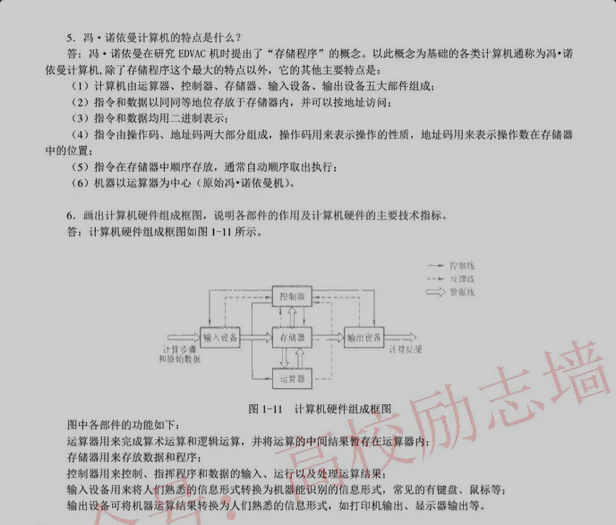 5．冯·诺依曼计算机的特点是什么？
答：冯·诺依曼在研究 EDVAC 机时提出了“存储程序”的概念。以此概念为基础的各类计算机通称为冯·诺
依曼计算机,除了存储程序这个最大的特点以外，它的其他主要特点是：
（1）计算机由运算器、控制器、存储器、输入设备、输出设备五大部件组成；
（2）指令和数据以同同等地位存放于存储器内，并可以按地址访问；
（3）指令和数据均用二进制表示；
（4）指令由操作码、地址码两大部分组成，操作码用来表示操作的性质，地址码用来表示操作数在存储器
中的位置；
（5）指令在存储器中顺序存放，通常自动顺序取出执行；
（6）机器以运算器为中心（原始冯•诺依曼机）。
6．画出计算机硬件组成框图，说明各部件的作用及计算机硬件的主要技术指标。
答：计算机硬件组成框图如图 1-11 所示。
控制线
反馈线
数据线
控制器
输入设备
存储器
输出设备
计算步骤
和原始数据
计算结果
运算器
图 1-11 计算机硬件组成框图
图中各部件的功能如下：
运算器用来完成算术运算和逻辑运算，并将运算的中间结果暂存在运算器内；
存储器用来存放数据和程序；
控制器用来控制、指挥程序和数据的输入、运行以及处理运算结果；
输入设备用来将人们熟悉的信息形式转换为机器能识别的信息形式，常见的有键盘、鼠标等；
输出设备可将机器运算结果转换为人们熟悉的信息形式，如打印机输出、显示器输出等。
众号：高校励志墙